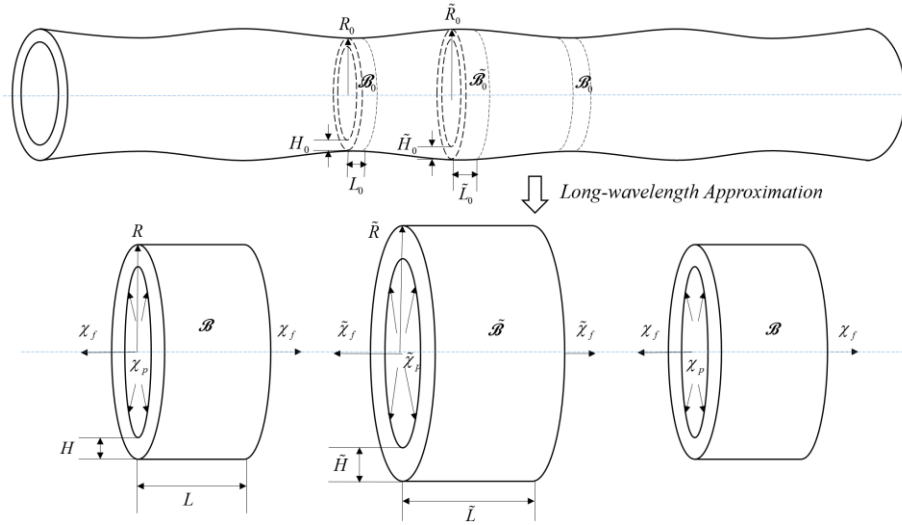 R₀ R̃₀
ℬ₀ ℬ̃₀ ℬ₀
H₀ H̃₀
L₀ L̃₀
Long-wavelength Approximation
R R̃
ℬ ℬ̃ ℬ
χ_f χ_f χ̃_f χ̃_f χ_f χ_f
χ_p χ̃_p χ_p
H H̃
L L̃